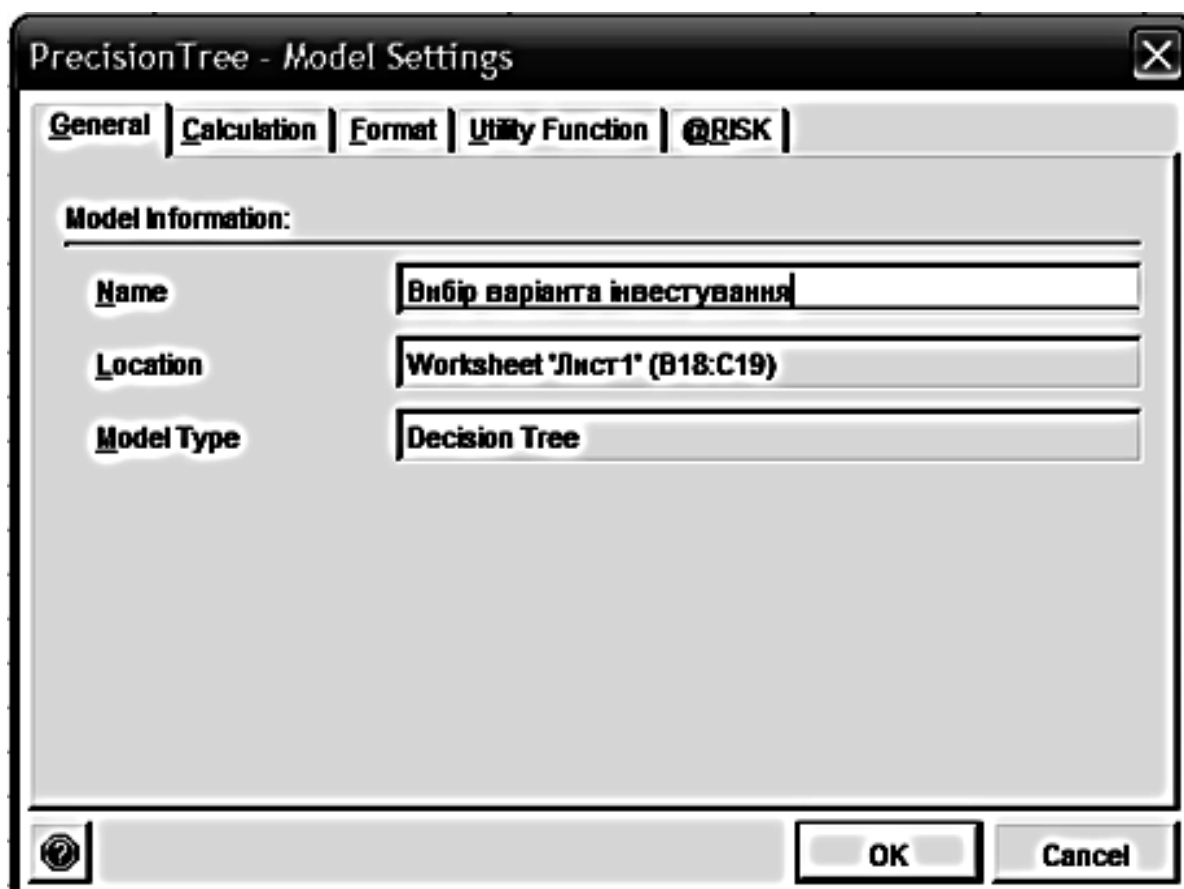 PrecisionTree - Model Settings
General Calculation Format Utility Function @RISK
Model Information:
Name Вибір варіанта інвестування
Location Worksheet "Лист1" (B18:C19)
Model Type Decision Tree
OK Cancel